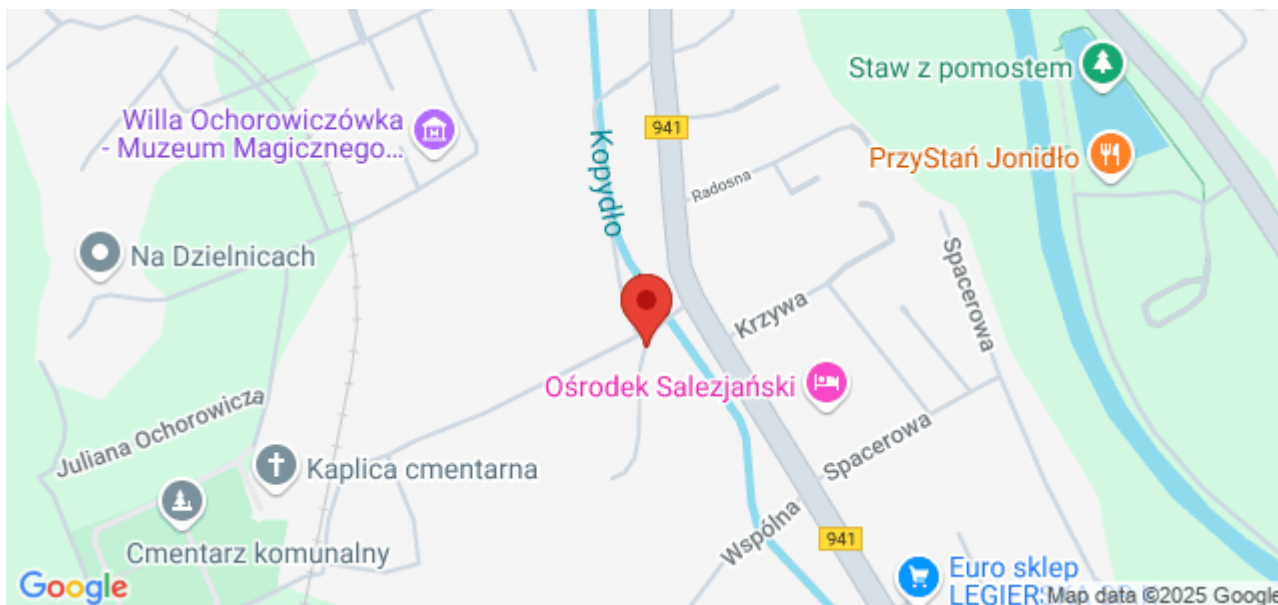 Staw z pomostem
Willa Ochorowiczówka
- Muzeum Magicznego...
941
Kopydło
PrzyStań Jonidło
Radosna
Na Dzielnicach
Spacerowa
Krzywa
Ośrodek Salezjański
Juliana Ochorowicza
Spacerowa
Kaplica cmentarna
Wspólna
Cmentarz komunalny
941
Euro sklep
Google
Map data ©2025 Google